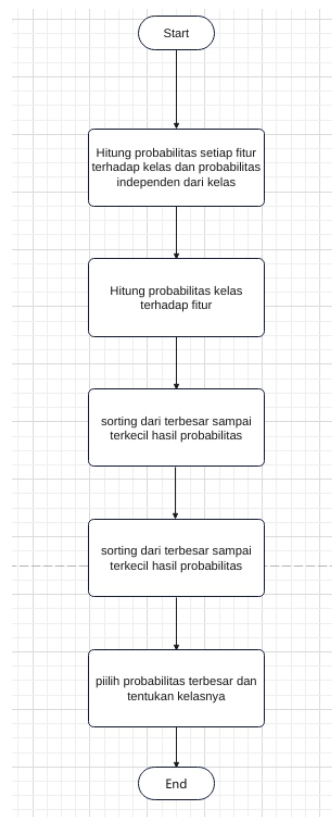 Start
Hitung probabilitas setiap fitur
terhadap kelas dan probabilitas
independen dari kelas
Hitung probabilitas kelas
terhadap fitur
sorting dari terbesar sampai
terkecil hasil probabilitas
sorting dari terbesar sampai
terkecil hasil probabilitas
piilih probabilitas terbesar dan
tentukan kelasnya
End